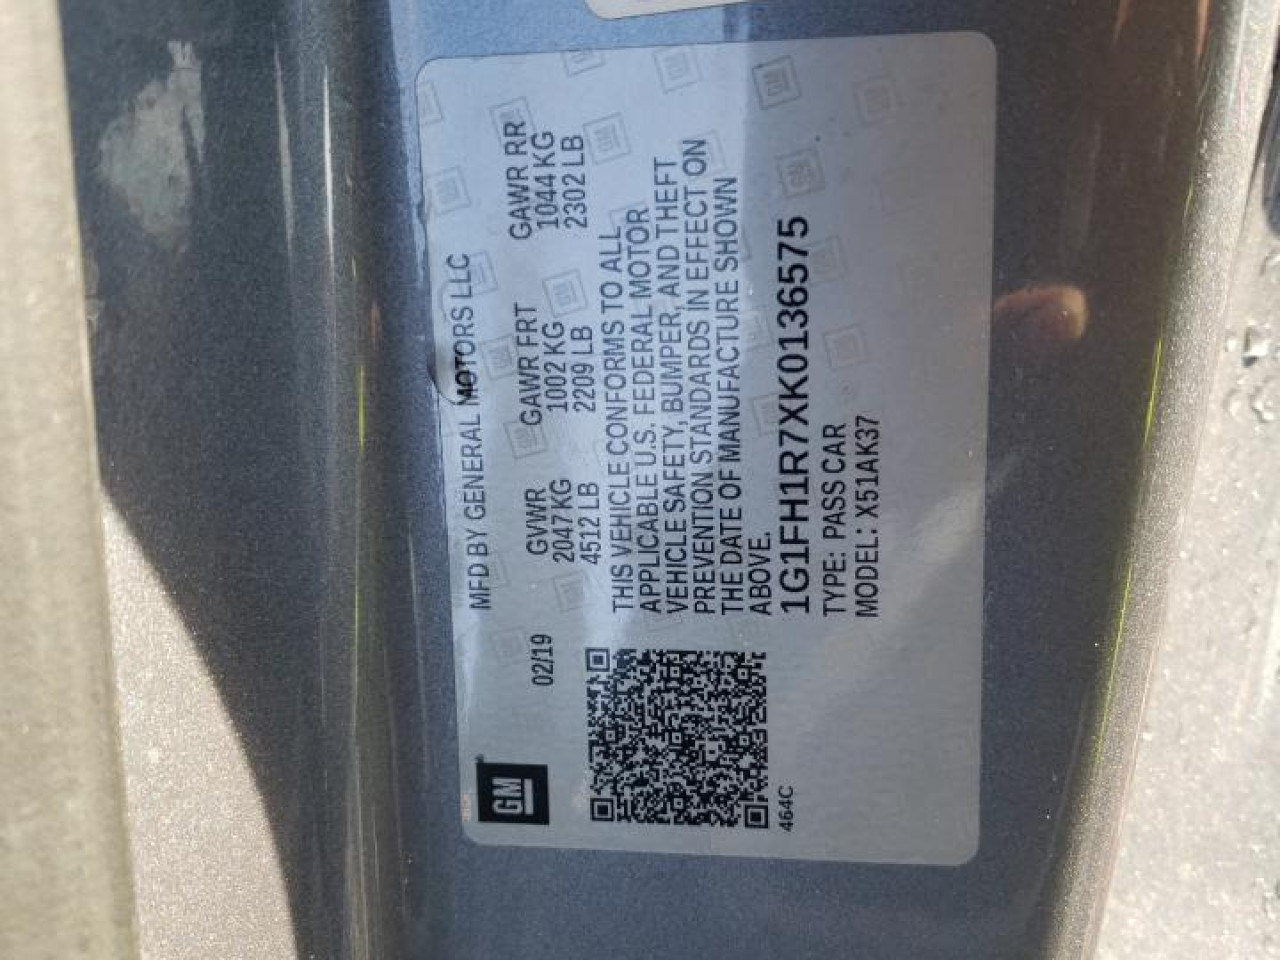 GM
MFD BY GENERAL MOTORS LLC
02/19
GVWR GAWR FRT GAWR RR
2047 KG 1002 KG 1044 KG
4512 LB 2209 LB 2302 LB
THIS VEHICLE CONFORMS TO ALL
APPLICABLE U.S. FEDERAL MOTOR
VEHICLE SAFETY, BUMPER, AND THEFT
PREVENTION STANDARDS IN EFFECT ON
THE DATE OF MANUFACTURE SHOWN
ABOVE.
1G1FH1R7XK0136575
TYPE: PASS CAR
MODEL: X51AK37
464C